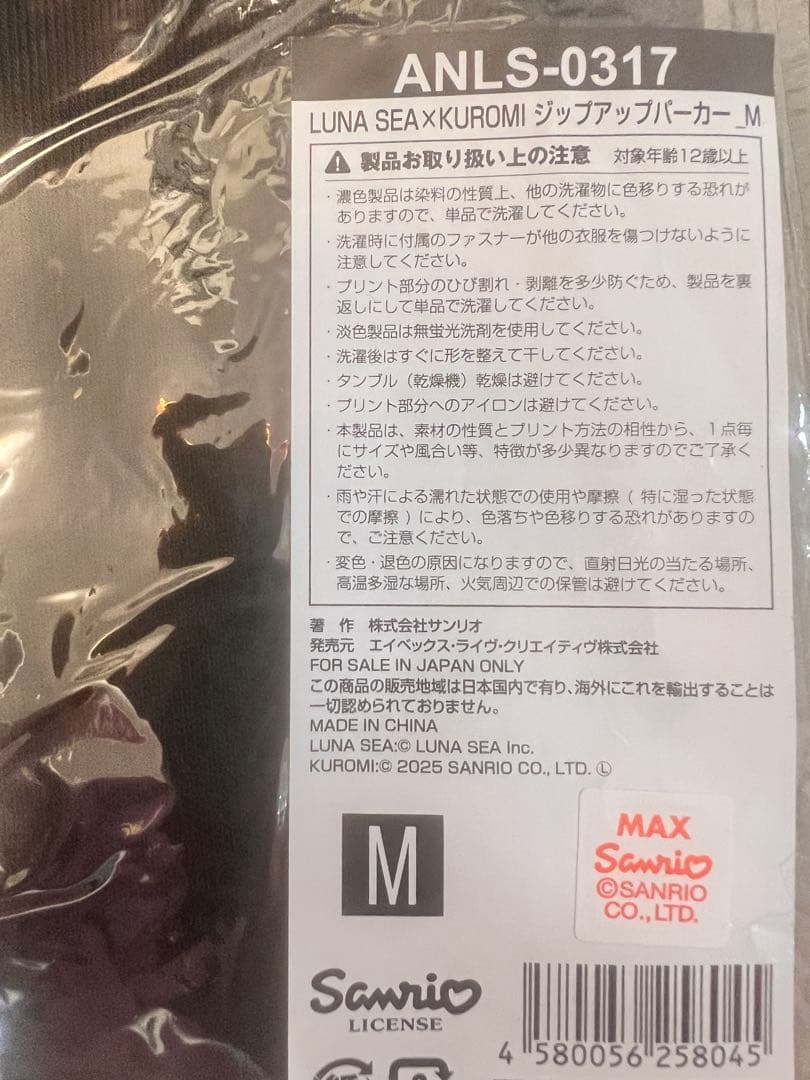 ANLS-0317
LUNA SEA×KUROMI ジップアップパーカー_M
製品お取り扱い上の注意 対象年齢12歳以上
・濃色製品は染料の性質上、他の洗濯物に色移りする恐れが
ありますので、単品で洗濯してください。
・洗濯時に付属のファスナーが他の衣服を傷つけないように
注意してください。
・プリント部分のひび割れ・剥離を多少防ぐため、製品を裏
返しにして単品で洗濯してください。
・淡色製品は無蛍光洗剤を使用してください。
・洗濯後はすぐに形を整えて干してください。
・タンブル（乾燥機）乾燥は避けてください。
・プリント部分へのアイロンは避けてください。
・本製品は、素材の性質とプリント方法の相性から、1点毎
にサイズや風合い等、特徴が多少異なりますのでご了承く
ださい。
・雨や汗による濡れた状態での使用や摩擦（特に湿った状態
での摩擦）により、色落ちや色移りする恐れがありますの
で、ご注意ください。
・変色・退色の原因になりますので、直射日光の当たる場所、
高温多湿な場所、火気周辺での保管は避けてください。
著 作 株式会社サンリオ
発売元 エイベックス・ライヴ・クリエイティヴ株式会社
FOR SALE IN JAPAN ONLY
この商品の販売地域は日本国内で有り、海外にこれを輸出することは
一切認められておりません。
MADE IN CHINA
LUNA SEA:© LUNA SEA Inc.
KUROMI:© 2025 SANRIO CO., LTD. Ⓛ
M
MAX
Sanrio
©SANRIO
CO.,LTD.
Sanrio
LICENSE
4 580056 258045